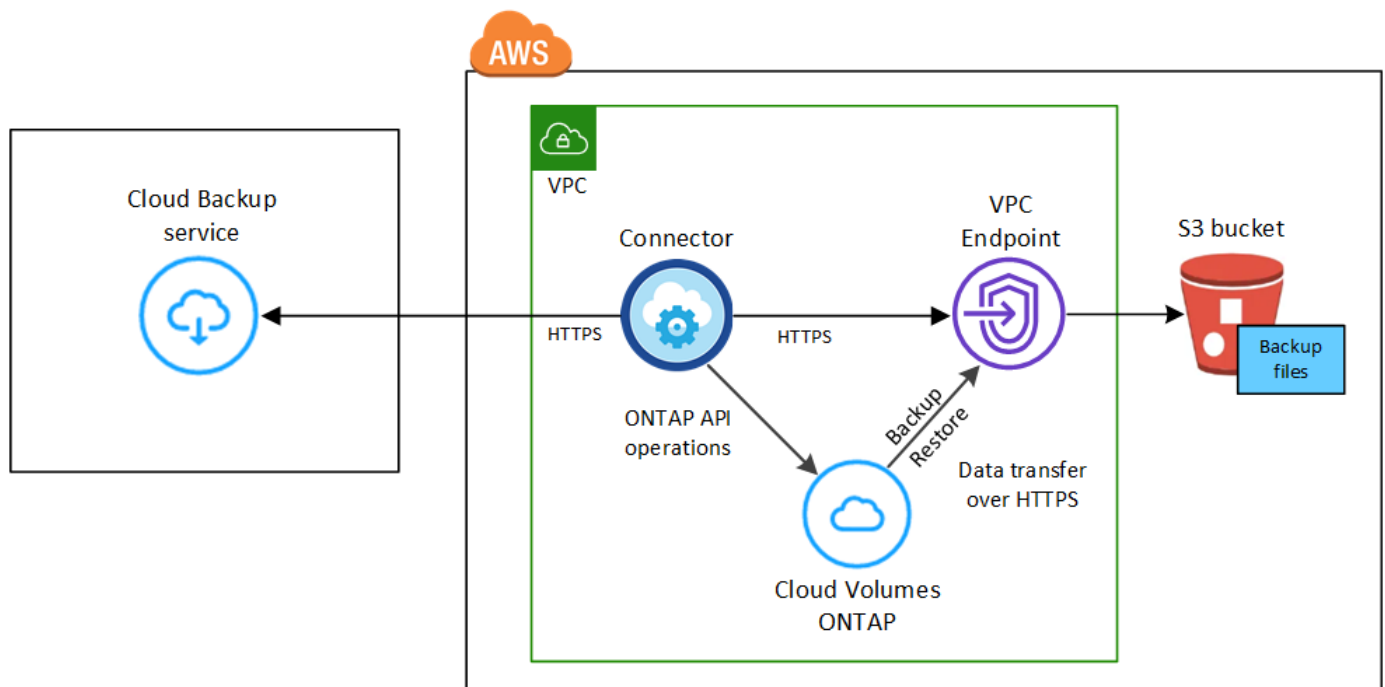 AWS
Cloud Backup
service
VPC
Connector
VPC
Endpoint
S3 bucket
HTTPS
HTTPS
Backup
files
ONTAP API
operations
Backup
Restore
Data transfer
over HTTPS
Cloud Volumes
ONTAP